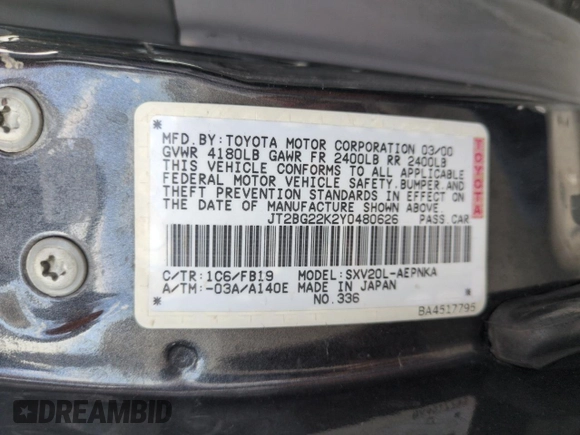 MFD.BY:TOYOTA MOTOR CORPORATION 03/00
GVWR 4180LB GAWR FR 2400LB RR 2400LB
THIS VEHICLE CONFORMS TO ALL APPLICABLE
FEDERAL MOTOR VEHICLE SAFETY,BUMPER,AND
THEFT PREVENTION STANDARDS IN EFFECT ON
THE DATE OF MANUFACTURE SHOWN ABOVE.
JT2BG22K2Y0480626 PASS.CAR
TOYOTA
C/TR:1C6/FB19 MODEL:SXV20L-AEPNKA
A/TM:-03A/A140E MADE IN JAPAN
NO.336
BA4517795
DREAMBID